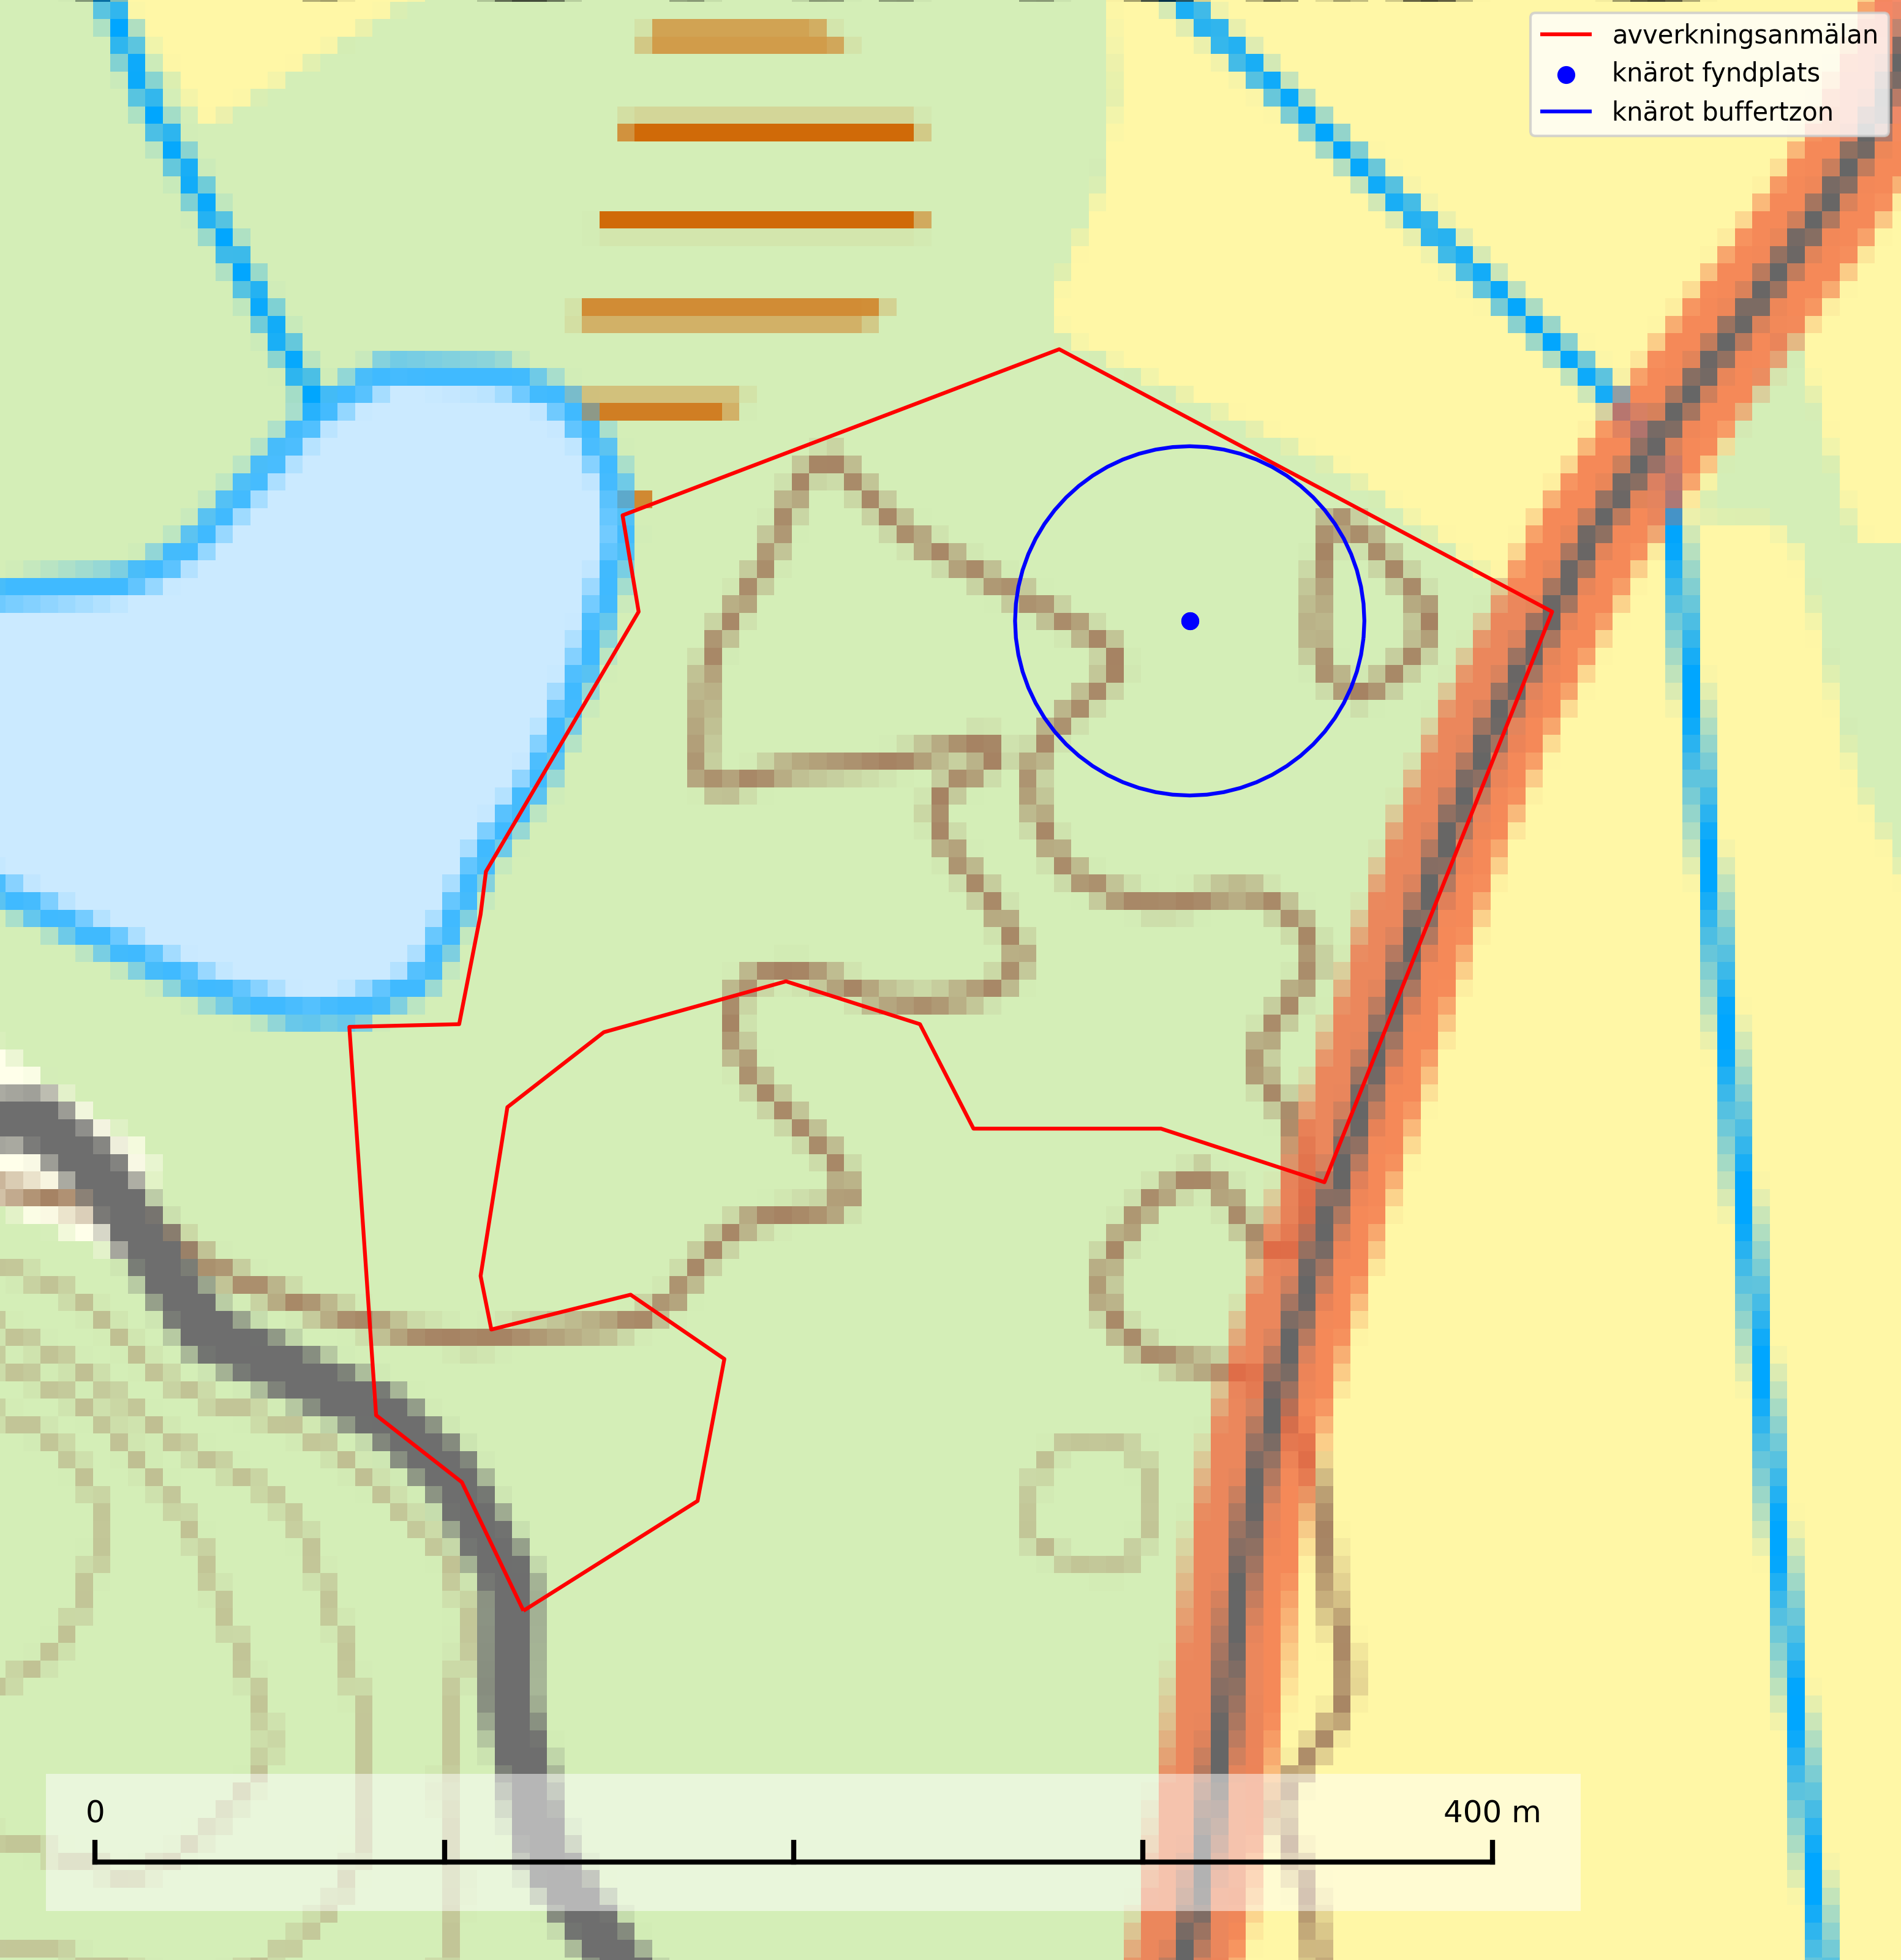 avverkningsanmälan
knärot fyndplats
knärot buffertzon
0
400 m